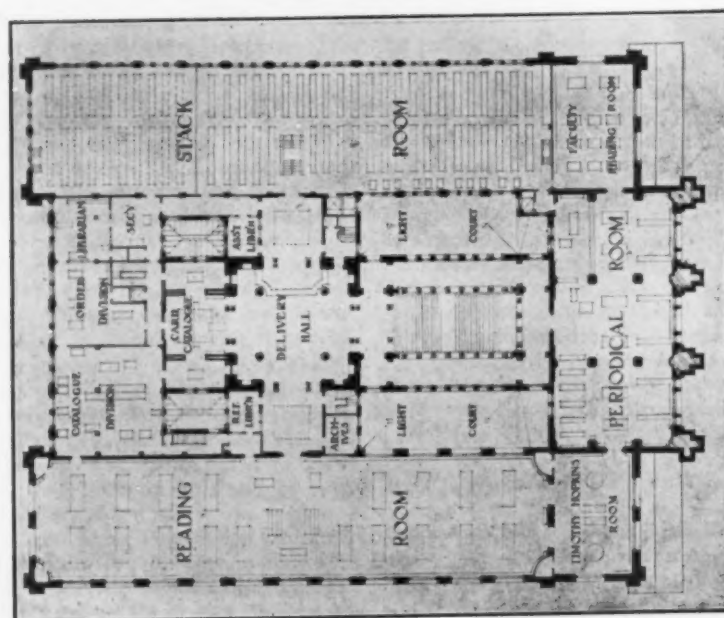 STACK
ROOM
FACULTY
READING ROOM
LIBRARIAN
SECY
ORDER
DIVISION
ASS'T
LIBR'N
CARD
CATALOGUE
DELIVERY
HALL
LIGHT
COURT
PERIODICAL ROOM
CATALOGUE
DIVISION
REF.
LIBR'N
ARCH-
IVES
LIGHT
COURT
READING
ROOM
TIMOTHY HOPKINS
ROOM